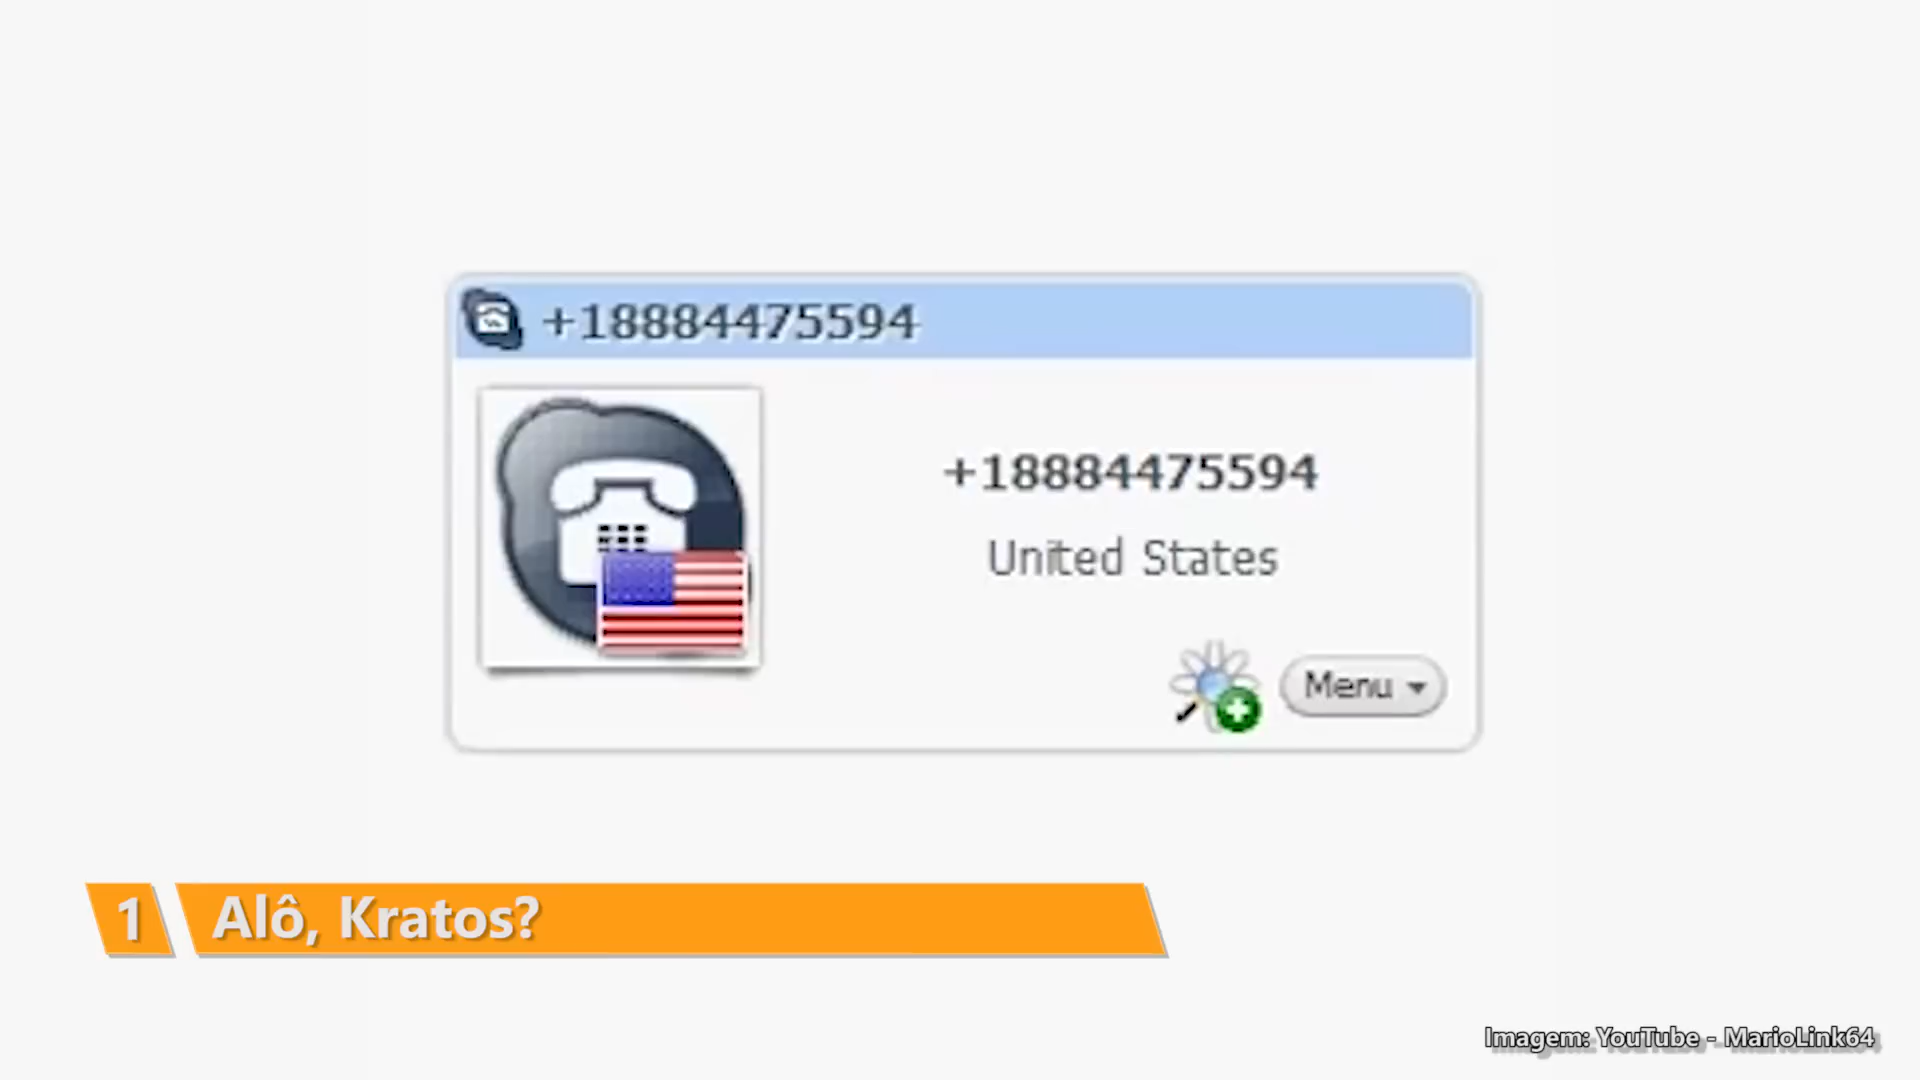 +18884475594
+18884475594
United States
Menu
1 Alô, Kratos?
Imagem: YouTube - MarioLink64